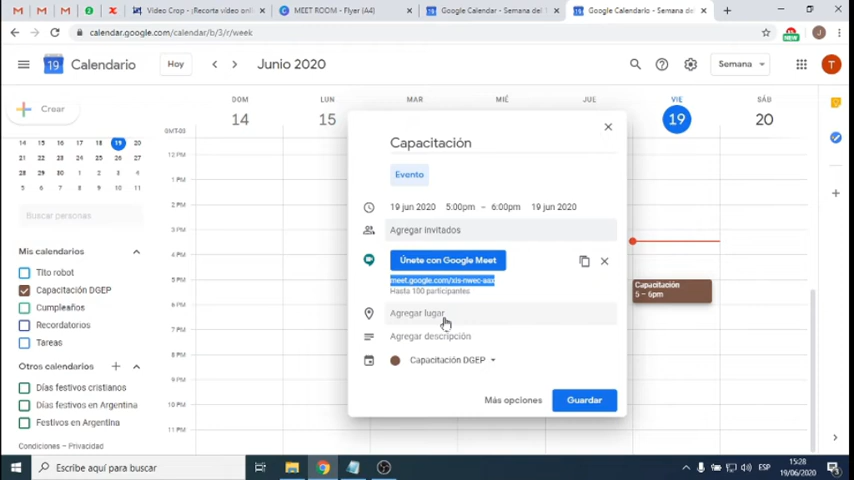 Video Crop - ¡Recorta vídeo onlin
MEET ROOM - Flyer (A4)
Google Calendar - Semana del 1
Google Calendario - Semana de
calendar.google.com/calendar/b/3/r/week
Calendario
Hoy
Junio 2020
Semana
T
Crear
14 15 16 17 18 19 20
21 22 23 24 25 26 27
28 29 30 1 2 3 4
5 6 7 8 9 10 11
Buscar personas
Mis calendarios
Tito robot
Capacitación DGEP
Cumpleaños
Recordatorios
Tareas
Otros calendarios
Días festivos cristianos
Días festivos en Argentina
Festivos en Argentina
Condiciones – Privacidad
DOM LUN MAR MIÉ JUE VIE SÁB
14 15 19 20
GMT-03
12 PM
1 PM
2 PM
3 PM
4 PM
5 PM
6 PM
7 PM
8 PM
9 PM
10 PM
11 PM
Capacitación
Evento
19 jun 2020 5:00pm – 6:00pm 19 jun 2020
Agregar invitados
Únete con Google Meet
Hasta 100 participantes
Agregar lugar
Agregar descripción
Capacitación DGEP
Más opciones
Guardar
Capacitación
5 – 6pm
Escribe aquí para buscar
ESP
15:28
19/06/2020